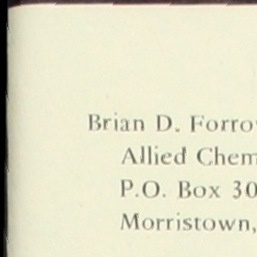 Brian D. Forro
Allied Chem
P.O. Box 30
Morristown,